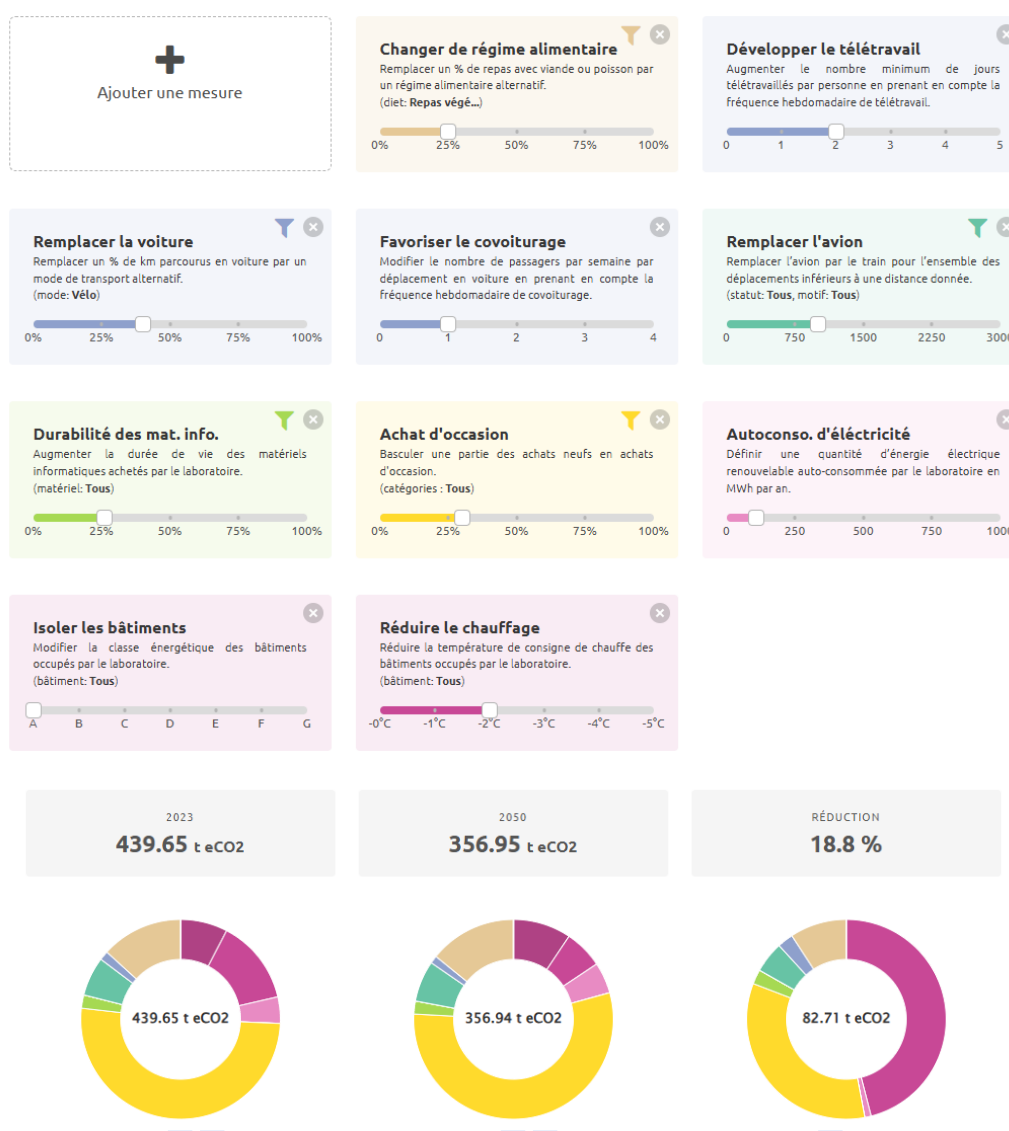 Ajouter une mesure
Changer de régime alimentaire
Remplacer un % de repas avec viande ou poisson par
un régime alimentaire alternatif.
(diet: Repas végé...)
0% 25% 50% 75% 100%
Développer le télétravail
Augmenter le nombre minimum de jours
télétravaillés par personne en prenant en compte la
fréquence hebdomadaire de télétravail.
0 1 2 3 4 5
Remplacer la voiture
Remplacer un % de km parcourus en voiture par un
mode de transport alternatif.
(mode: Vélo)
0% 25% 50% 75% 100%
Favoriser le covoiturage
Modifier le nombre de passagers par semaine par
déplacement en voiture en prenant en compte la
fréquence hebdomadaire de covoiturage.
0 1 2 3 4
Remplacer l'avion
Remplacer l'avion par le train pour l'ensemble des
déplacements inférieurs à une distance donnée.
(statut: Tous, motif: Tous)
0 750 1500 2250 3000
Durabilité des mat. info.
Augmenter la durée de vie des matériels
informatiques achetés par le laboratoire.
(matériel: Tous)
0% 25% 50% 75% 100%
Achat d'occasion
Basculer une partie des achats neufs en achats
d'occasion.
(catégories : Tous)
0% 25% 50% 75% 100%
Autoconso. d'éléctricité
Définir une quantité d'énergie électrique
renouvelable auto-consommée par le laboratoire en
MWh par an.
0 250 500 750 1000
Isoler les bâtiments
Modifier la classe énergétique des bâtiments
occupés par le laboratoire.
(bâtiment: Tous)
A B C D E F G
Réduire le chauffage
Réduire la température de consigne de chauffe des
bâtiments occupés par le laboratoire.
(bâtiment: Tous)
-0°C -1°C -2°C -3°C -4°C -5°C
2023
439.65 t eCO2
2050
356.95 t eCO2
RÉDUCTION
18.8 %
439.65 t eCO2
356.94 t eCO2
82.71 t eCO2